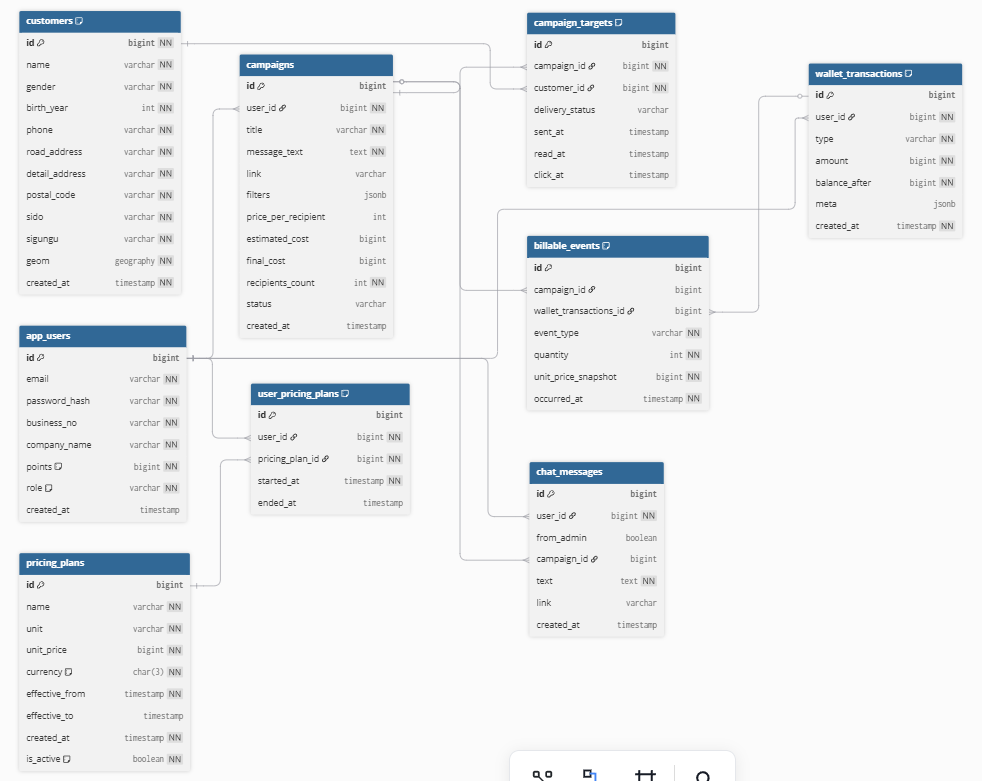 customers
id bigint NN
name varchar NN
gender varchar NN
birth_year int NN
phone varchar NN
road_address varchar NN
detail_address varchar NN
postal_code varchar NN
sido varchar NN
sigungu varchar NN
geom geography NN
created_at timestamp NN
app_users
id bigint
email varchar NN
password_hash varchar NN
business_no varchar NN
company_name varchar NN
points bigint NN
role varchar NN
created_at timestamp
pricing_plans
id bigint
name varchar NN
unit varchar NN
unit_price bigint NN
currency char(3) NN
effective_from timestamp NN
effective_to timestamp
created_at timestamp NN
is_active boolean NN
campaigns
id bigint
user_id bigint NN
title varchar NN
message_text text NN
link varchar
filters jsonb
price_per_recipient int
estimated_cost bigint
final_cost bigint
recipients_count int NN
status varchar
created_at timestamp
user_pricing_plans
id bigint
user_id bigint NN
pricing_plan_id bigint NN
started_at timestamp NN
ended_at timestamp
campaign_targets
id bigint
campaign_id bigint NN
customer_id bigint NN
delivery_status varchar
sent_at timestamp
read_at timestamp
click_at timestamp
billable_events
id bigint
campaign_id bigint
wallet_transactions_id bigint
event_type varchar NN
quantity int NN
unit_price_snapshot bigint NN
occurred_at timestamp NN
chat_messages
id bigint
user_id bigint NN
from_admin boolean
campaign_id bigint
text text NN
link varchar
created_at timestamp
wallet_transactions
id bigint
user_id bigint NN
type varchar NN
amount bigint NN
balance_after bigint NN
meta jsonb
created_at timestamp NN